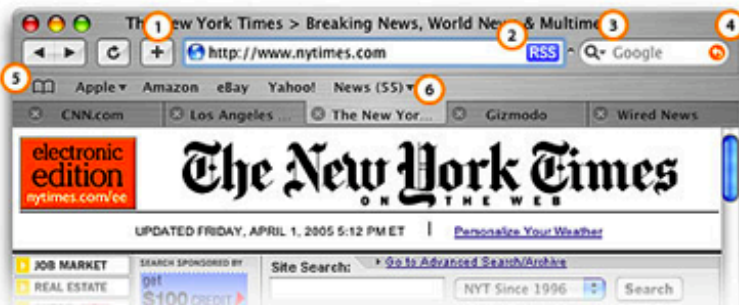 The New York Times > Breaking News, World News & Multime
1
2
3
4
+
http://www.nytimes.com
RSS
Google
5
6
Apple
Amazon
eBay
Yahoo!
News (55)
CNN.com
Los Angeles ...
The New Yor...
Gizmodo
Wired News
electronic
edition
nytimes.com/ee
The New York Times
ON THE WEB
UPDATED FRIDAY, APRIL 1, 2005 5:12 PM ET
Personalize Your Weather
JOB MARKET
REAL ESTATE
SEARCH SPONSORED BY
get
$100 CREDIT
Site Search:
Go to Advanced Search/Archive
NYT Since 1996
Search